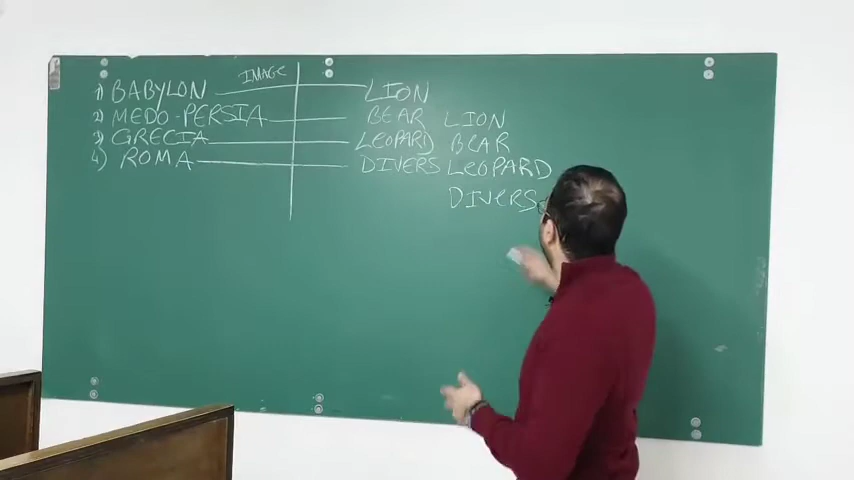 IMAGE
1) BABYLON LION
2) MEDO-PERSIA BEAR LION
3) GRECIA LEOPARD BEAR
4) ROMA DIVERS LEOPARD
DIVERS